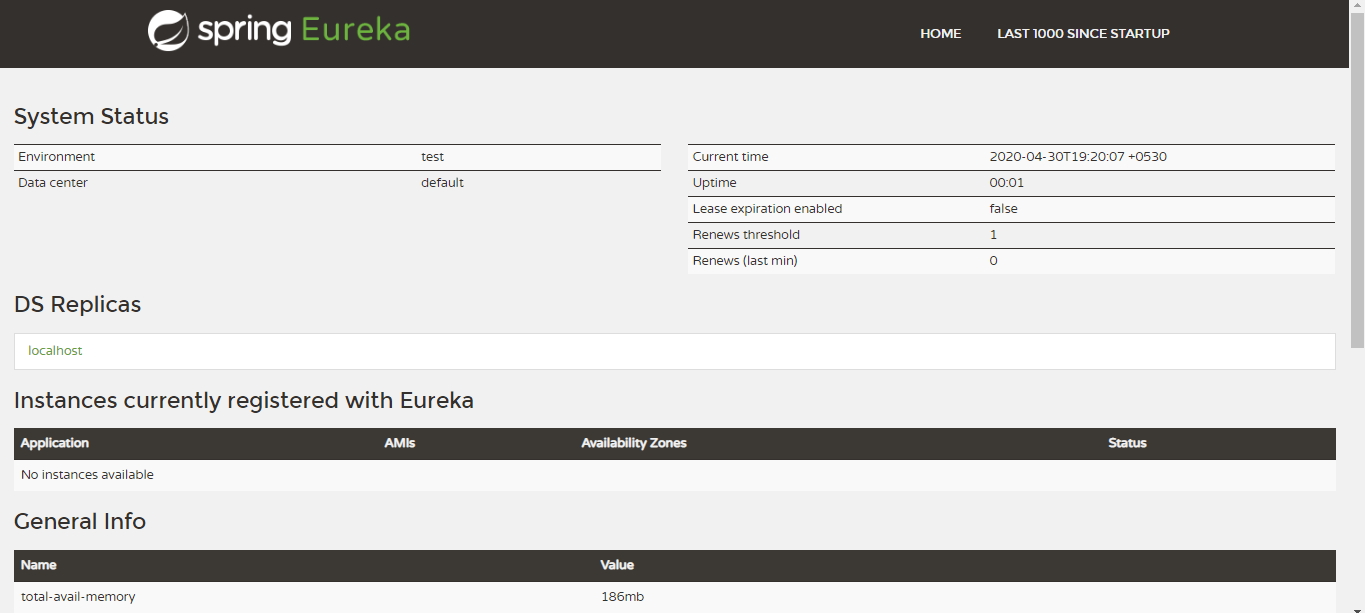 spring Eureka
HOME LAST 1000 SINCE STARTUP
System Status
Environment test
Data center default
Current time 2020-04-30T19:20:07 +0530
Uptime 00:01
Lease expiration enabled false
Renews threshold 1
Renews (last min) 0
DS Replicas
localhost
Instances currently registered with Eureka
Application AMIs Availability Zones Status
No instances available
General Info
Name Value
total-avail-memory 186mb